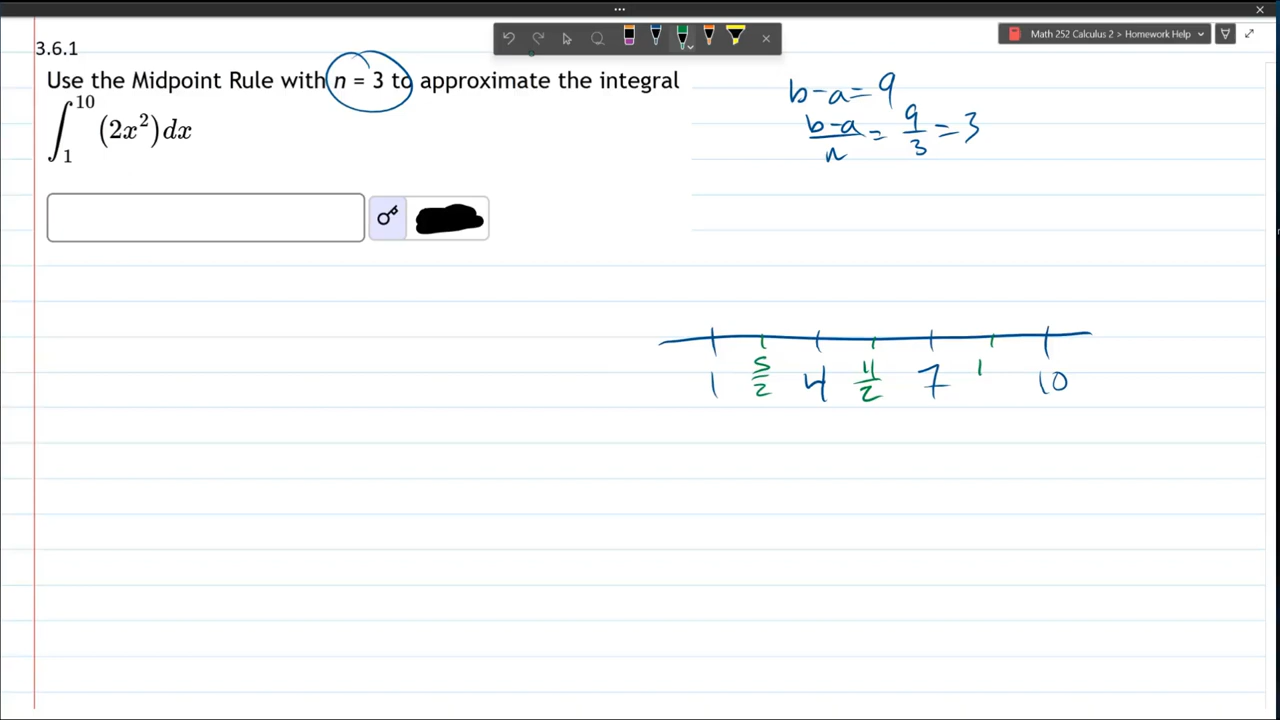 Math 252 Calculus 2 > Homework Help
3.6.1
Use the Midpoint Rule with n = 3 to approximate the integral
∫₁¹⁰ (2x²)dx
b-a=9
(b-a)/n = 9/3 = 3
1 5/2 4 11/2 7 1 10